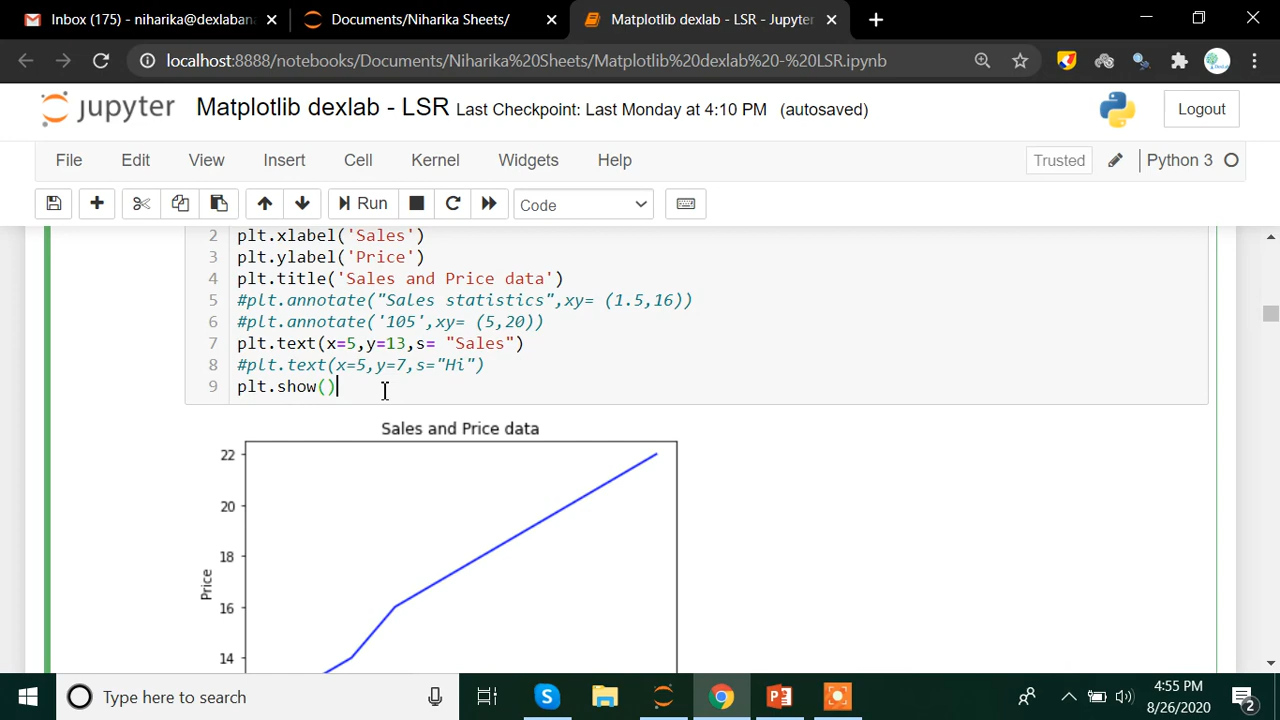 Inbox (175) - niharika@dexlabana
Documents/Niharika Sheets/
Matplotlib dexlab - LSR - Jupyter
localhost:8888/notebooks/Documents/Niharika%20Sheets/Matplotlib%20dexlab%20-%20LSR.ipynb
jupyter Matplotlib dexlab - LSR Last Checkpoint: Last Monday at 4:10 PM (autosaved)
Logout
File Edit View Insert Cell Kernel Widgets Help
Trusted
Python 3
Run
Code
2 plt.xlabel('Sales')
3 plt.ylabel('Price')
4 plt.title('Sales and Price data')
5 #plt.annotate("Sales statistics",xy= (1.5,16))
6 #plt.annotate('105',xy= (5,20))
7 plt.text(x=5,y=13,s= "Sales")
8 #plt.text(x=5,y=7,s="Hi")
9 plt.show()
Sales and Price data
22
20
18
16
14
Price
Type here to search
4:55 PM
8/26/2020
2